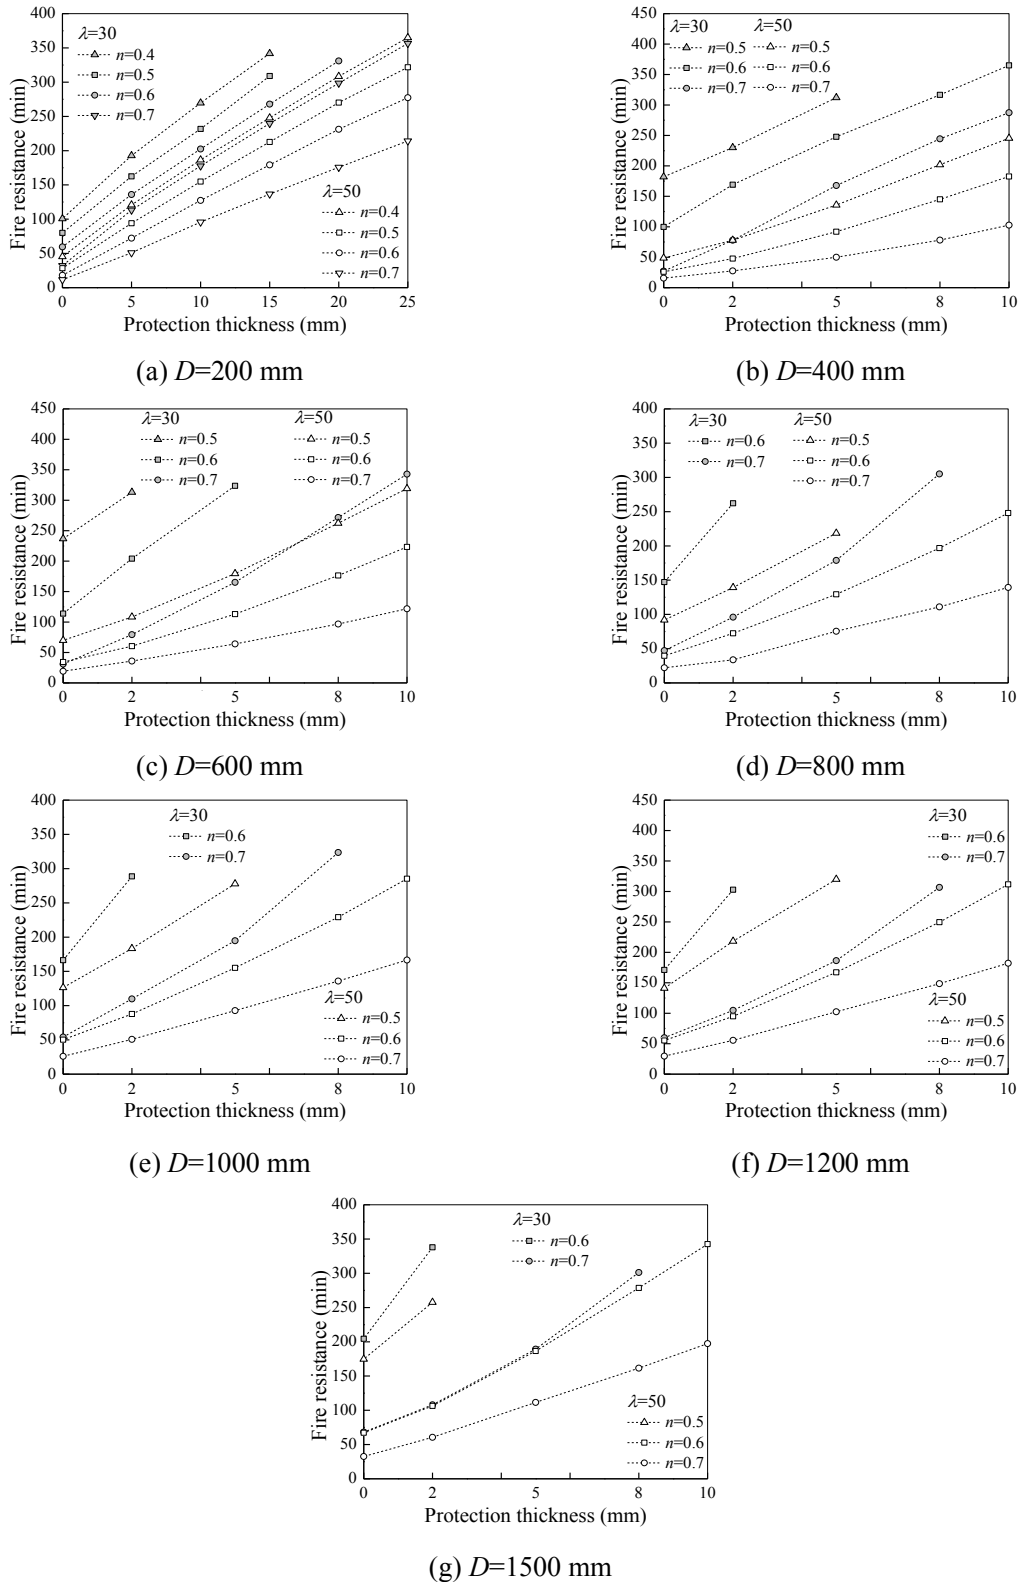 400
350
300
250
200
150
100
50
0
Fire resistance (min)
λ=30
n=0.4
n=0.5
n=0.6
n=0.7
λ=50
n=0.4
n=0.5
n=0.6
n=0.7
0 5 10 15 20 25
Protection thickness (mm)
(a) D=200 mm
450
400
350
300
250
200
150
100
50
0
Fire resistance (min)
λ=30 λ=50
n=0.5 n=0.5
n=0.6 n=0.6
n=0.7 n=0.7
0 2 5 8 10
Protection thickness (mm)
(b) D=400 mm
450
400
350
300
250
200
150
100
50
0
Fire resistance (min)
λ=30 λ=50
n=0.5 n=0.5
n=0.6 n=0.6
n=0.7 n=0.7
0 2 5 8 10
Protection thickness (mm)
(c) D=600 mm
400
350
300
250
200
150
100
50
0
Fire resistance (min)
λ=30 λ=50
n=0.6 n=0.5
n=0.7 n=0.6
n=0.7
0 2 5 8 10
Protection thickness (mm)
(d) D=800 mm
400
350
300
250
200
150
100
50
0
Fire resistance (min)
λ=30
n=0.6
n=0.7
λ=50
n=0.5
n=0.6
n=0.7
0 2 5 8 10
Protection thickness (mm)
(e) D=1000 mm
450
400
350
300
250
200
150
100
50
0
Fire resistance (min)
λ=30
n=0.6
n=0.7
λ=50
n=0.5
n=0.6
n=0.7
0 2 5 8 10
Protection thickness (mm)
(f) D=1200 mm
400
350
300
250
200
150
100
50
0
Fire resistance (min)
λ=30
n=0.6
n=0.7
λ=50
n=0.5
n=0.6
n=0.7
0 2 5 8 10
Protection thickness (mm)
(g) D=1500 mm